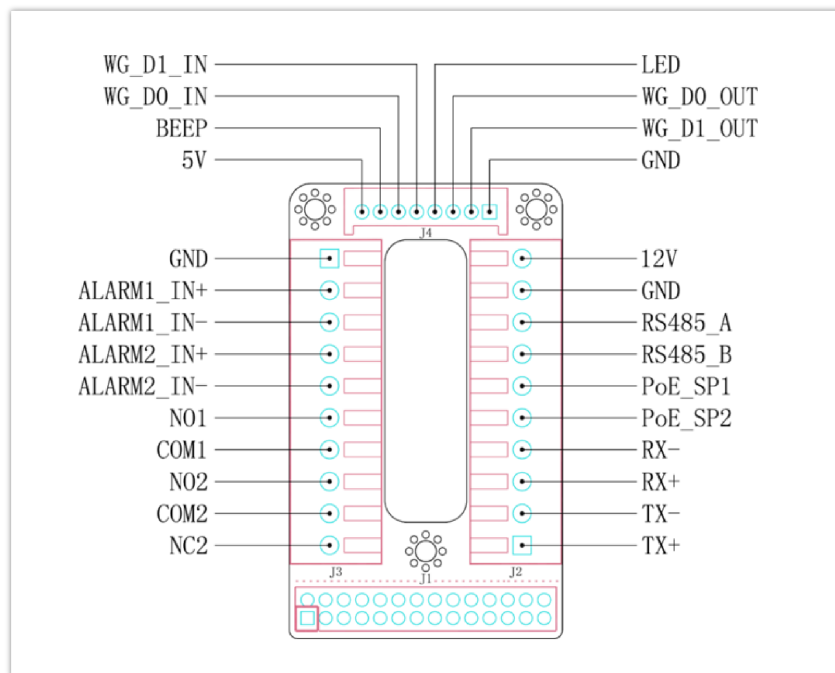 WG_D1_IN
LED
WG_D0_IN
WG_D0_OUT
BEEP
WG_D1_OUT
5V
GND
J4
GND
12V
ALARM1_IN+
GND
ALARM1_IN-
RS485_A
ALARM2_IN+
RS485_B
ALARM2_IN-
PoE_SP1
NO1
PoE_SP2
COM1
RX-
NO2
RX+
COM2
TX-
NC2
TX+
J3
J1
J2